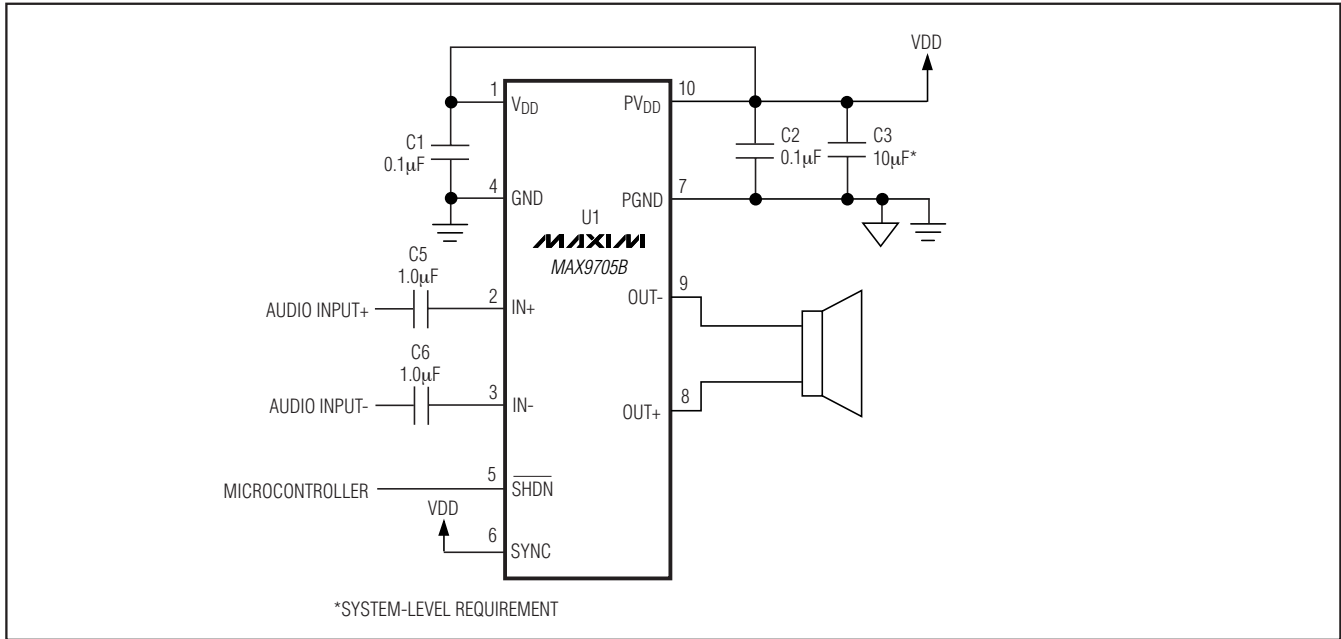 VDD
1
VDD
10
PVDD
C1
0.1µF
C2
0.1µF
C3
10µF*
4
GND
7
PGND
U1
MAXIM
MAX9705B
C5
1.0µF
AUDIO INPUT+
2
IN+
9
OUT-
C6
1.0µF
AUDIO INPUT-
3
IN-
8
OUT+
MICROCONTROLLER
5
SHDN
VDD
6
SYNC
*SYSTEM-LEVEL REQUIREMENT